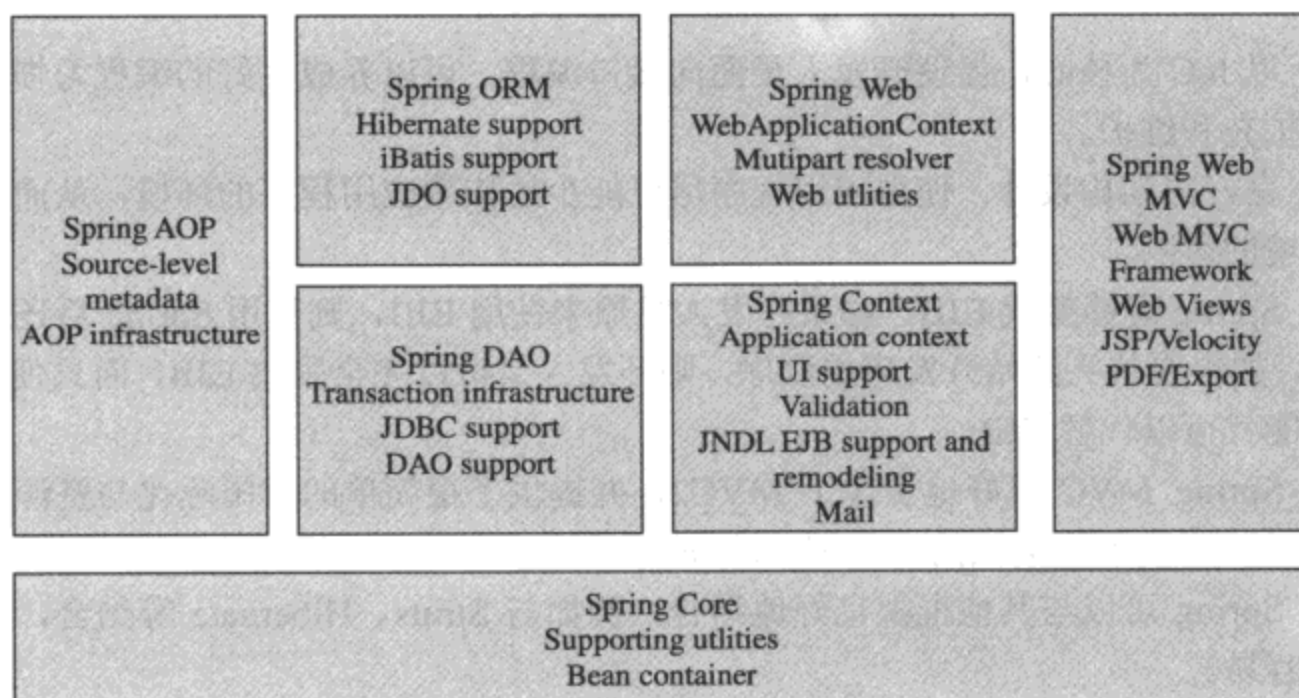 Spring AOP
Source-level
metadata
AOP infrastructure
Spring ORM
Hibernate support
iBatis support
JDO support
Spring DAO
Transaction infrastructure
JDBC support
DAO support
Spring Web
WebApplicationContext
Mutipart resolver
Web utlities
Spring Context
Application context
UI support
Validation
JNDL EJB support and
remodeling
Mail
Spring Web
MVC
Web MVC
Framework
Web Views
JSP/Velocity
PDF/Export
Spring Core
Supporting utlities
Bean container